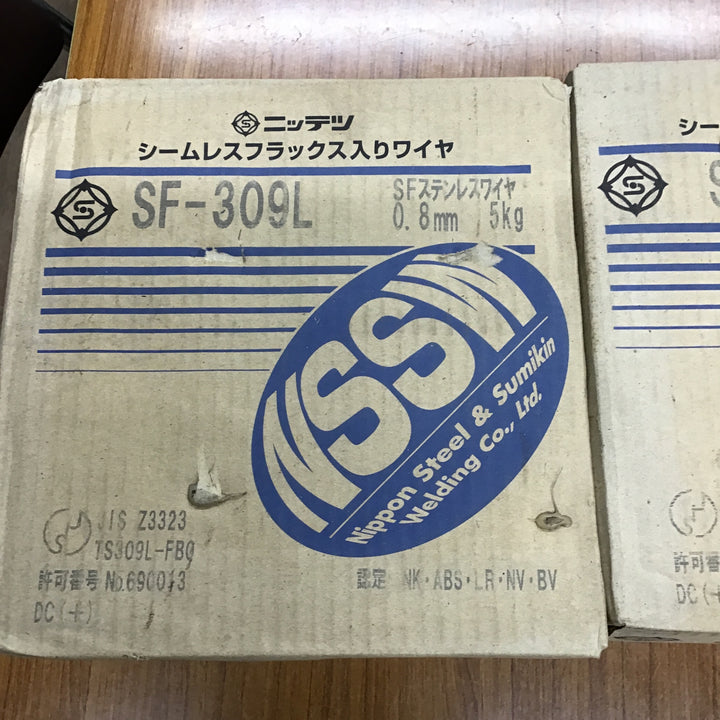 ニッテツ
シームレスフラックス入りワイヤ
SF-309L
SFステンレスワイヤ
0.8mm 5kg
NSSW
Nippon Steel & Sumikin
Welding Co., Ltd.
JIS Z3323
TS309L-FB0
許可番号 No.690013
DC(+)
認定 NK・ABS・LR・NV・BV
シー
S
許可番
DC(+)